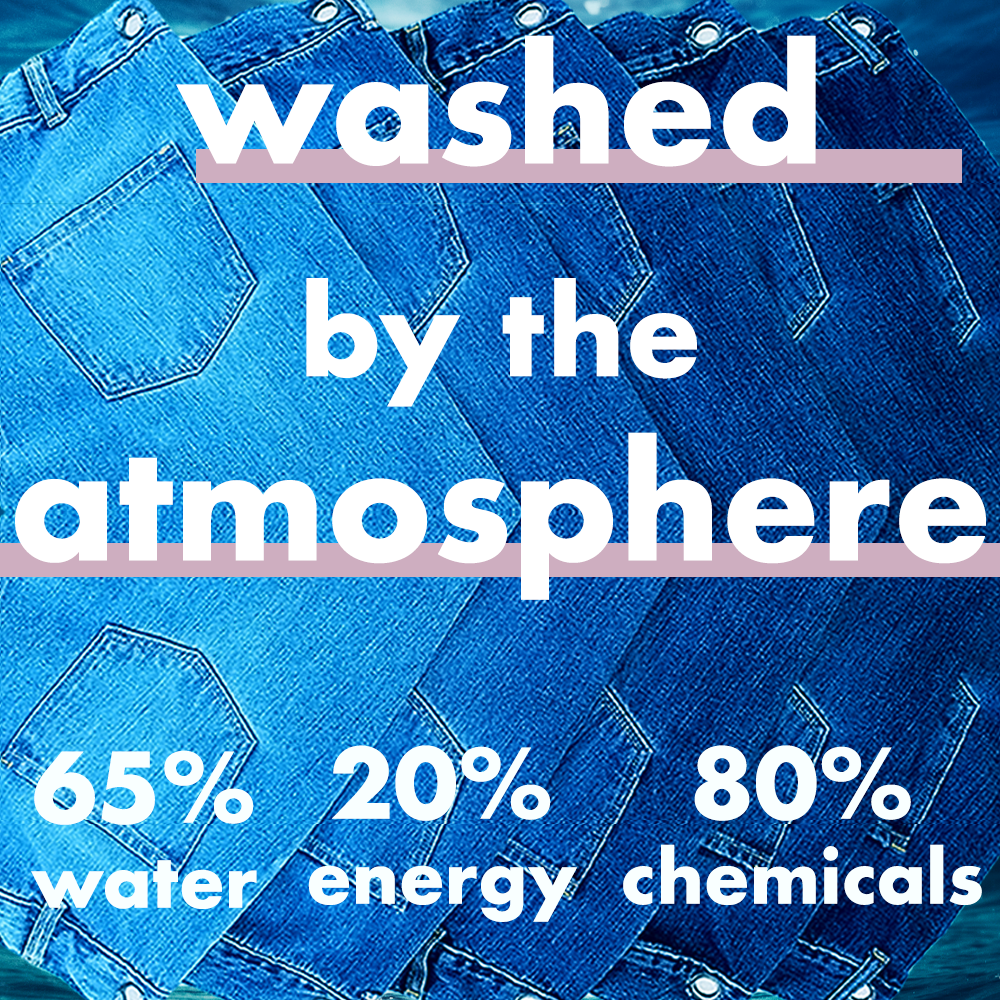 washed
by the
atmosphere
65% 20% 80%
water energy chemicals